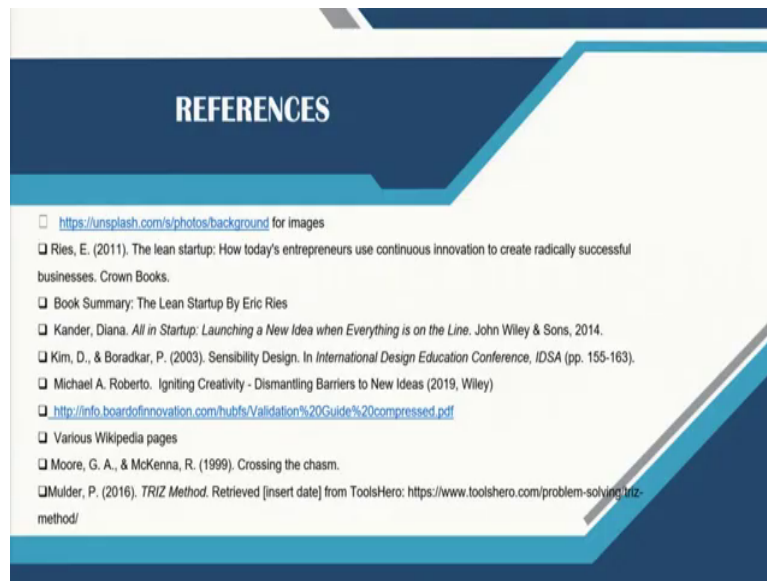 REFERENCES
https://unsplash.com/s/photos/background for images
❑ Ries, E. (2011). The lean startup: How today's entrepreneurs use continuous innovation to create radically successful
businesses. Crown Books.
❑ Book Summary: The Lean Startup By Eric Ries
❑ Kander, Diana. All in Startup: Launching a New Idea when Everything is on the Line. John Wiley & Sons, 2014.
❑ Kim, D., & Boradkar, P. (2003). Sensibility Design. In International Design Education Conference, IDSA (pp. 155-163).
❑ Michael A. Roberto. Igniting Creativity - Dismantling Barriers to New Ideas (2019, Wiley)
❑ http://info.boardofinnovation.com/hubfs/Validation%20Guide%20compressed.pdf
❑ Various Wikipedia pages
❑ Moore, G. A., & McKenna, R. (1999). Crossing the chasm.
❑Mulder, P. (2016). TRIZ Method. Retrieved [insert date] from ToolsHero: https://www.toolshero.com/problem-solving/triz-
method/